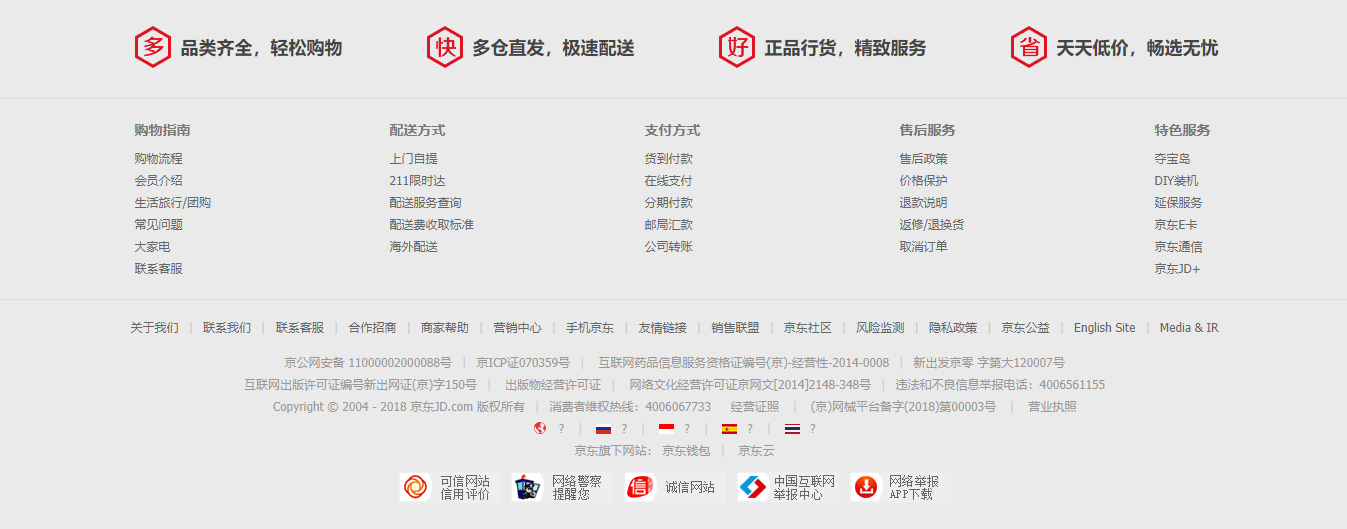 多 品类齐全，轻松购物 快 多仓直发，极速配送 好 正品行货，精致服务 省 天天低价，畅选无忧
购物指南 配送方式 支付方式 售后服务 特色服务
购物流程 上门自提 货到付款 售后政策 夺宝岛
会员介绍 211限时达 在线支付 价格保护 DIY装机
生活旅行/团购 配送服务查询 分期付款 退款说明 延保服务
常见问题 配送费收取标准 邮局汇款 返修/退换货 京东E卡
大家电 海外配送 公司转账 取消订单 京东通信
联系客服 京东JD+
关于我们 | 联系我们 | 联系客服 | 合作招商 | 商家帮助 | 营销中心 | 手机京东 | 友情链接 | 销售联盟 | 京东社区 | 风险监测 | 隐私政策 | 京东公益 | English Site | Media & IR
京公网安备 11000002000088号 | 京ICP证070359号 | 互联网药品信息服务资格证编号(京)-经营性-2014-0008 | 新出发京零 字第大120007号
互联网出版许可证编号新出网证(京)字150号 | 出版物经营许可证 | 网络文化经营许可证京网文[2014]2148-348号 | 违法和不良信息举报电话：4006561155
Copyright © 2004 - 2018 京东JD.com 版权所有 | 消费者维权热线：4006067733 经营证照 | (京)网械平台备字(2018)第00003号 | 营业执照
? | ? | ? | ? | ?
京东旗下网站： 京东钱包 | 京东云
可信网站 网络警察 诚信网站 中国互联网 网络举报
信用评价 提醒您 举报中心 APP下载